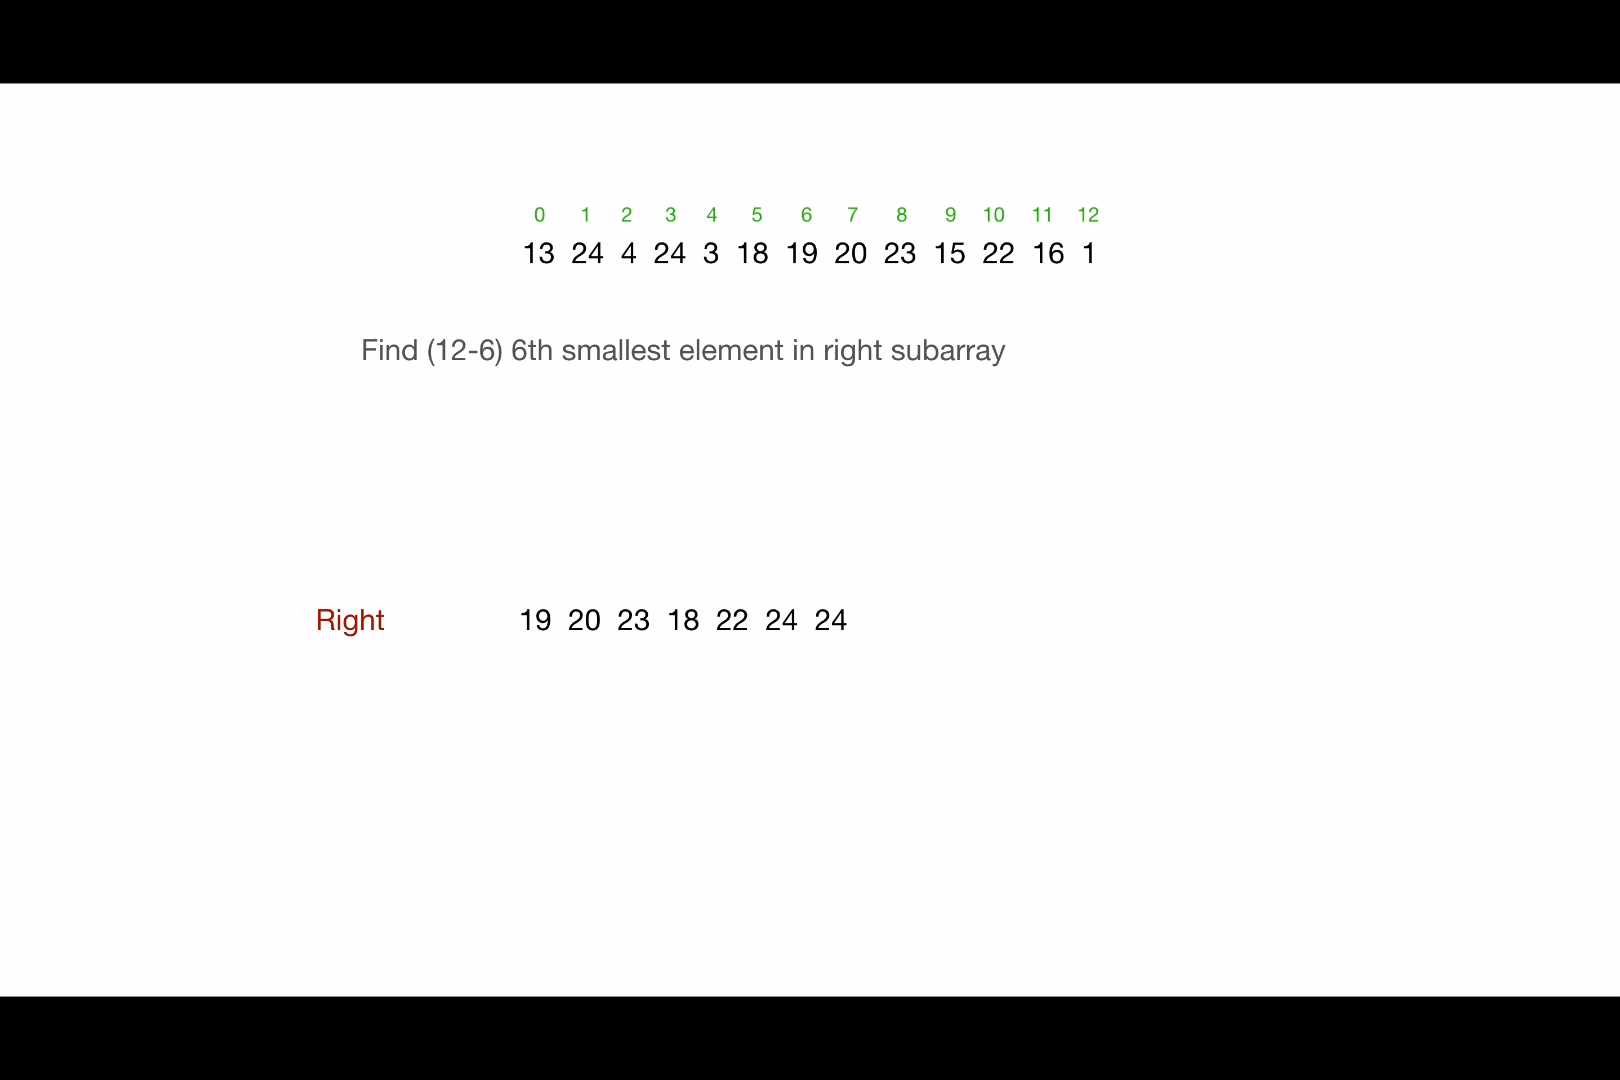 0 1 2 3 4 5 6 7 8 9 10 11 12
13 24 4 24 3 18 19 20 23 15 22 16 1
Find (12-6) 6th smallest element in right subarray
Right 19 20 23 18 22 24 24